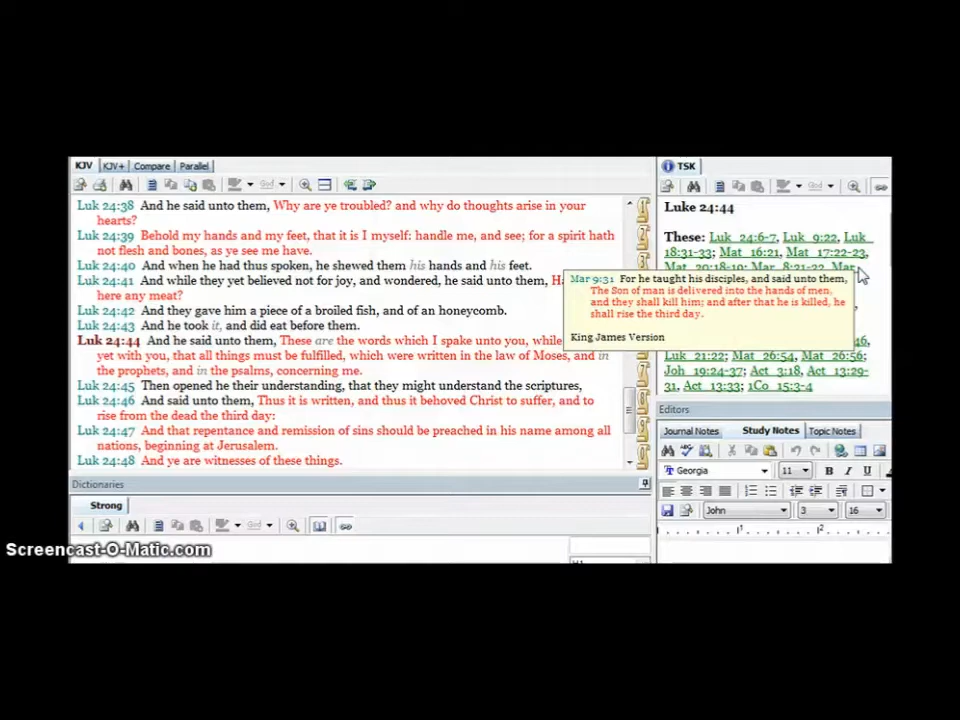 KJV KJV+ Compare Parallel
Luk 24:38 And he said unto them, Why are ye troubled? and why do thoughts arise in your
hearts?
Luk 24:39 Behold my hands and my feet, that it is I myself: handle me, and see; for a spirit hath
not flesh and bones, as ye see me have.
Luk 24:40 And when he had thus spoken, he shewed them his hands and his feet.
Luk 24:41 And while they yet believed not for joy, and wondered, he said unto them,
here any meat?
Luk 24:42 And they gave him a piece of a broiled fish, and of an honeycomb.
Luk 24:43 And he took it, and did eat before them.
Luk 24:44 And he said unto them, These are the words which I spake unto you, while
yet with you, that all things must be fulfilled, which were written in the law of Moses, and in
the prophets, and in the psalms, concerning me.
Luk 24:45 Then opened he their understanding, that they might understand the scriptures,
Luk 24:46 And said unto them, Thus it is written, and thus it behoved Christ to suffer, and to
rise from the dead the third day:
Luk 24:47 And that repentance and remission of sins should be preached in his name among all
nations, beginning at Jerusalem.
Luk 24:48 And ye are witnesses of these things.
Dictionaries
Strong
TSK
Luke 24:44
These: Luk 24:6-7, Luk 9:22, Luk
18:31-33; Mat 16:21, Mat 17:22-23,
Mat 20:18-19; Mar 8:31-32, Mar
Mar 9:31 For he taught his disciples, and said unto them,
The Son of man is delivered into the hands of men,
and they shall kill him; and after that he is killed, he
shall rise the third day.
King James Version
46,
Luk 21:22; Mat 26:54, Mat 26:56;
Joh 19:24-37; Act 3:18, Act 13:29-
31, Act 13:33; 1Co 15:3-4
Editors
Journal Notes Study Notes Topic Notes
Georgia 11 B I U
John 3 16
1 2
Screencast-O-Matic.com